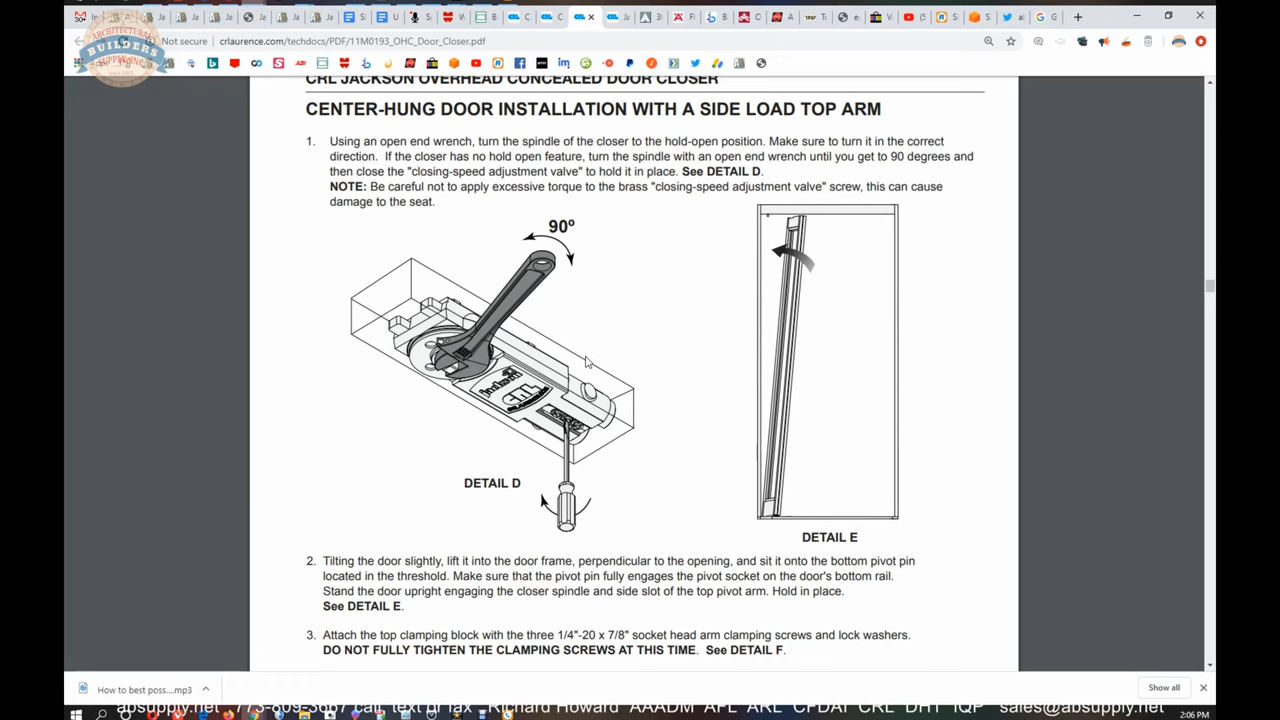 Not secure
crlaurence.com/techdocs/PDF/11M0193_OHC_Door_Closer.pdf
ARCHITECTURAL
BUILDERS
SUPPLY INC.
CRL JACKSON OVERHEAD CONCEALED DOOR CLOSER
CENTER-HUNG DOOR INSTALLATION WITH A SIDE LOAD TOP ARM
1. Using an open end wrench, turn the spindle of the closer to the hold-open position. Make sure to turn it in the correct
direction. If the closer has no hold open feature, turn the spindle with an open end wrench until you get to 90 degrees and
then close the "closing-speed adjustment valve" to hold it in place. See DETAIL D.
NOTE: Be careful not to apply excessive torque to the brass "closing-speed adjustment valve" screw, this can cause
damage to the seat.
90º
jackson
CRL
DETAIL D
DETAIL E
2. Tilting the door slightly, lift it into the door frame, perpendicular to the opening, and sit it onto the bottom pivot pin
located in the threshold. Make sure that the pivot pin fully engages the pivot socket on the door's bottom rail.
Stand the door upright engaging the closer spindle and side slot of the top pivot arm. Hold in place.
See DETAIL E.
3. Attach the top clamping block with the three 1/4"-20 x 7/8" socket head arm clamping screws and lock washers.
DO NOT FULLY TIGHTEN THE CLAMPING SCREWS AT THIS TIME. See DETAIL F.
How to best poss....mp3
Show all
absupply.net 773-809-3667 call, text or fax Richard Howard AAADM AFL ARL CFDAI CRL DHI IQP sales@absupply.net
2:06 PM